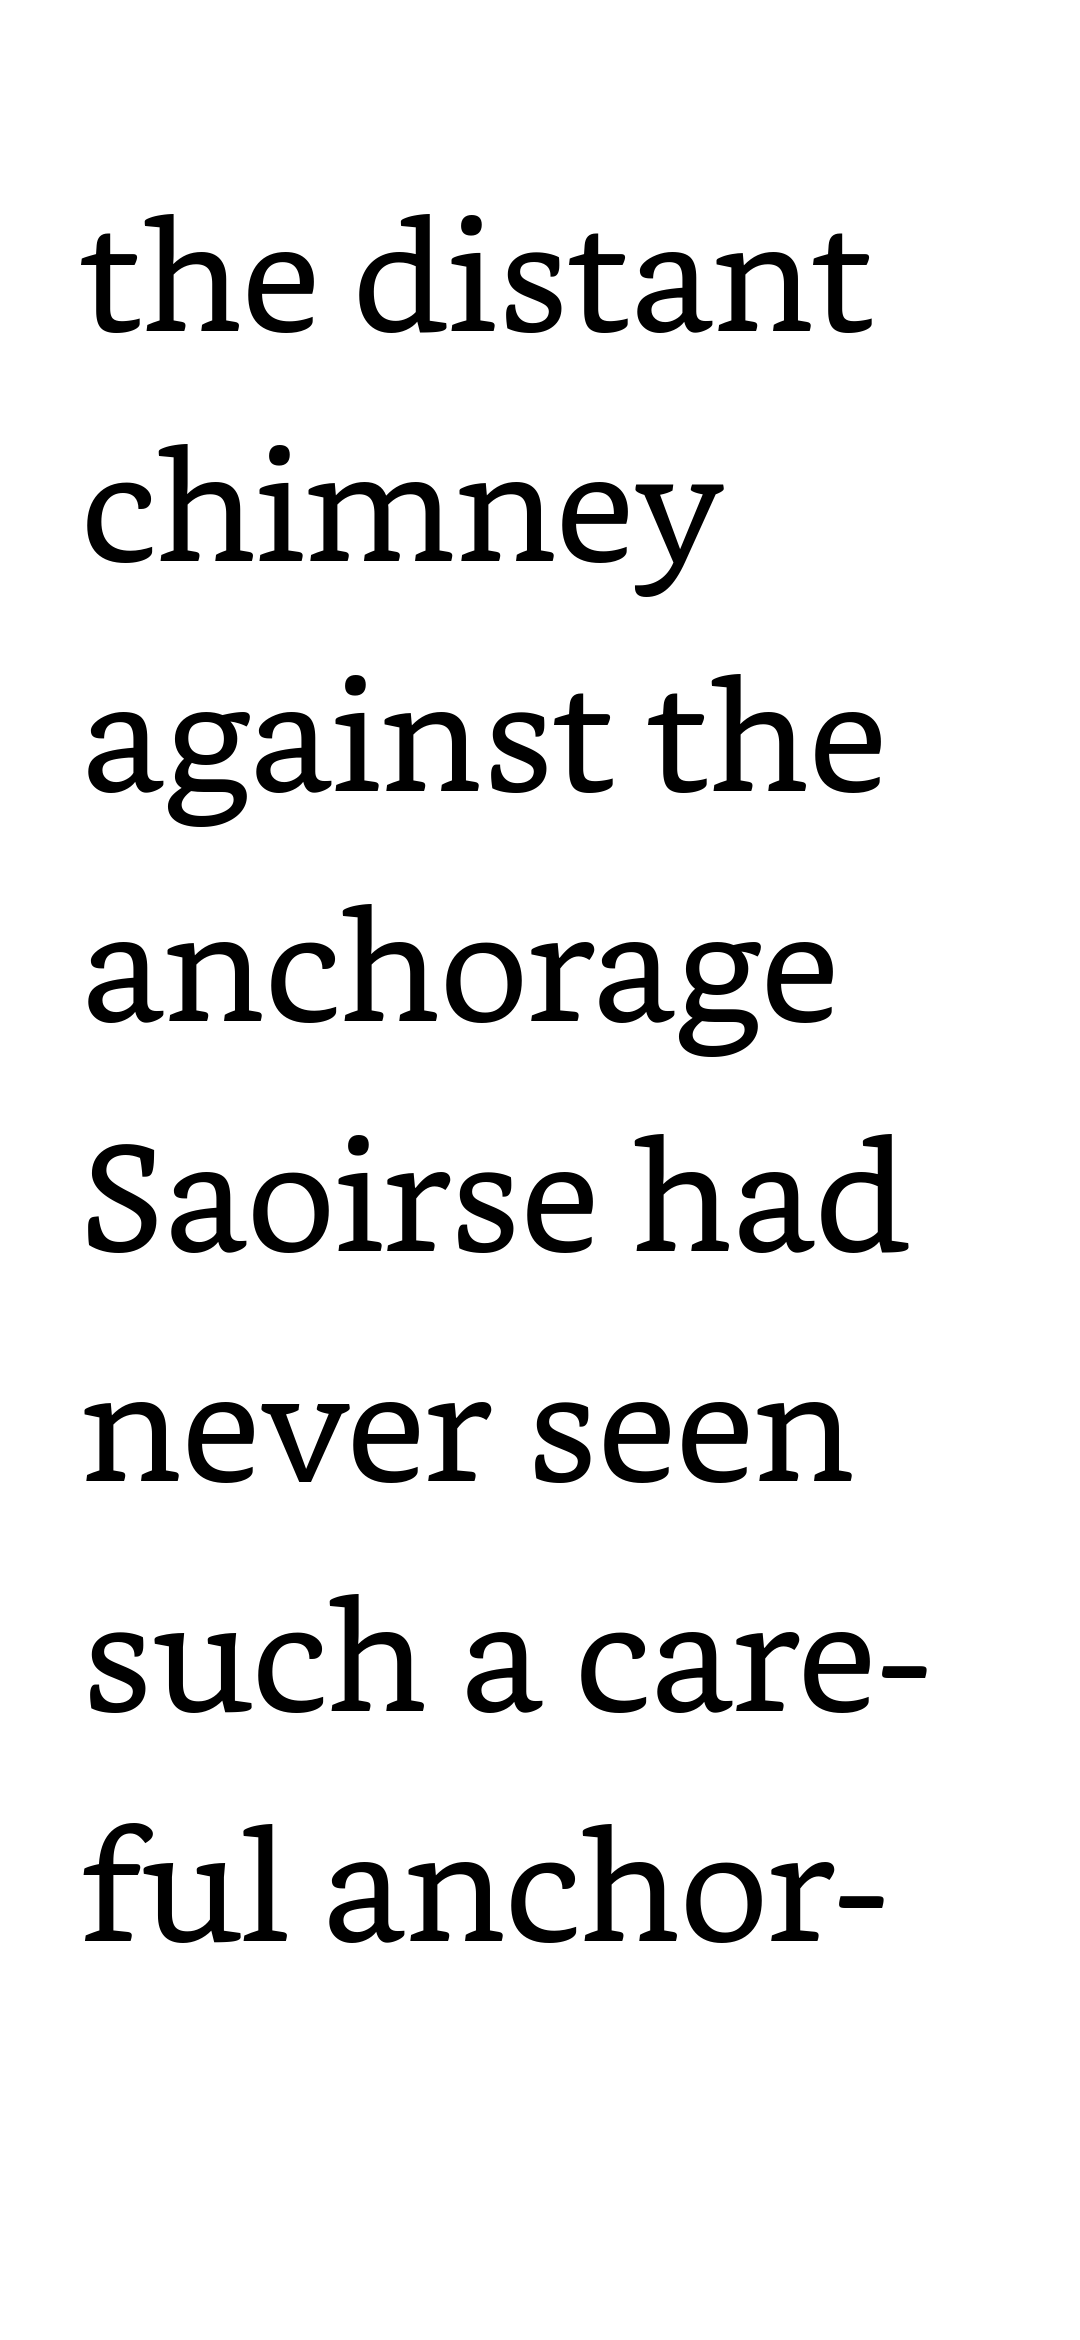 the distant
chimney
against the
anchorage
Saoirse had
never seen
such a care-
ful anchor-